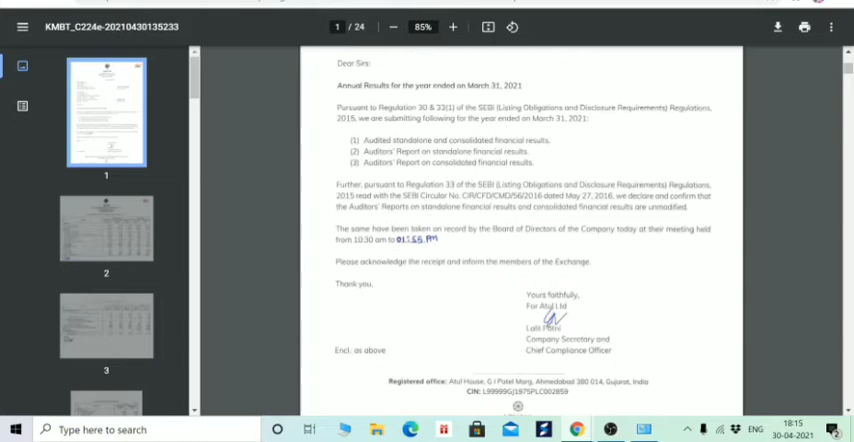 KMBT_C224e-20210430135233
1 / 24
85%
Dear Sirs:
Annual Results for the year ended on March 31, 2021
Pursuant to Regulation 30 & 33(1) of the SEBI (Listing Obligations and Disclosure Requirements) Regulations,
2015, we are submitting following for the year ended on March 31, 2021:
(1) Audited standalone and consolidated financial results.
(2) Auditors' Report on standalone financial results.
(3) Auditors' Report on consolidated financial results.
Further, pursuant to Regulation 33 of the SEBI (Listing Obligations and Disclosure Requirements) Regulations,
2015 read with the SEBI Circular No. CIR/CFD/CMD/56/2016 dated May 27, 2016, we declare and confirm that
the Auditors' Reports on standalone financial results and consolidated financial results are unmodified.
The same have been taken on record by the Board of Directors of the Company today at their meeting held
from 10:30 am to 01:55 PM
Please acknowledge the receipt and inform the members of the Exchange.
Thank you,
Yours faithfully,
For Atul Ltd
Lalit Patni
Company Secretary and
Encl. as above
Chief Compliance Officer
Registered office: Atul House, G I Patel Marg, Ahmedabad 380 014, Gujarat, India
CIN: L99999GJ1975PLC002859
1
2
3
Type here to search
ENG
18:15
30-04-2021
2